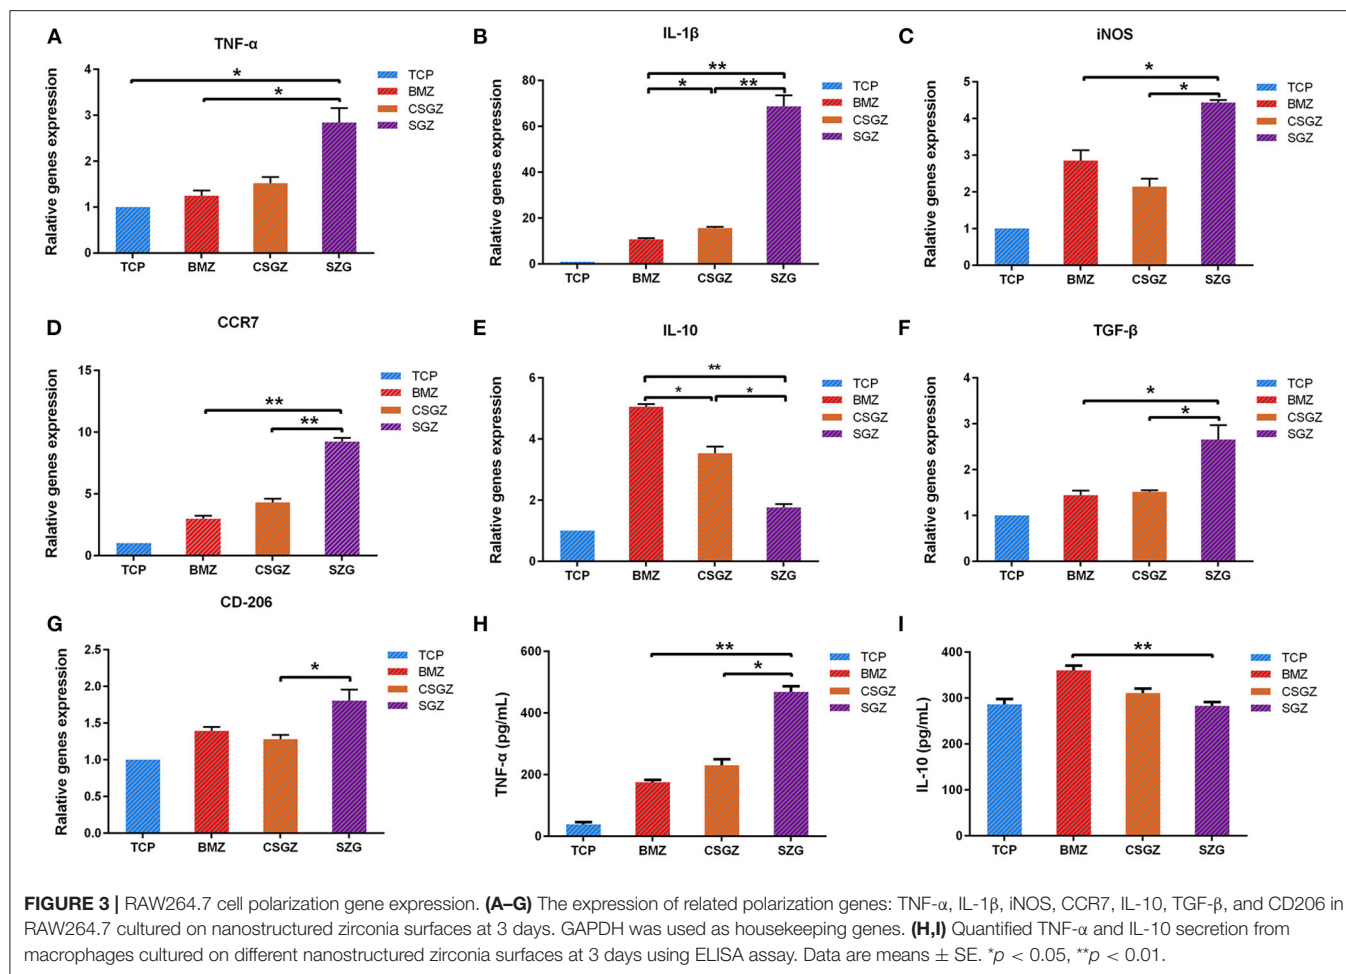 A
TNF-α
Ralative genes expression
4
3
2
1
0
*
*
TCP
BMZ
CSGZ
SZG
TCP
BMZ
CSGZ
SGZ
B
IL-1β
Ralative genes expression
80
60
40
20
0
**
*
**
TCP
BMZ
CSGZ
SZG
TCP
BMZ
CSGZ
SGZ
C
iNOS
Ralative genes expression
5
4
3
2
1
0
*
*
TCP
BMZ
CSGZ
SZG
TCP
BMZ
CSGZ
SGZ
D
CCR7
Ralative genes expression
15
10
5
0
**
**
TCP
BMZ
CSGZ
SZG
TCP
BMZ
CSGZ
SGZ
E
IL-10
Ralative genes expression
6
4
2
0
**
*
*
TCP
BMZ
CSGZ
SZG
TCP
BMZ
CSGZ
SGZ
F
TGF-β
Ralative genes expression
4
3
2
1
0
*
*
TCP
BMZ
CSGZ
SZG
TCP
BMZ
CSGZ
SGZ
G
CD-206
Ralative genes expression
2.5
2.0
1.5
1.0
0.5
0.0
*
TCP
BMZ
CSGZ
SZG
TCP
BMZ
CSGZ
SGZ
H
TNF-α (pg/mL)
600
400
200
0
**
*
TCP
BMZ
CSGZ
SZG
TCP
BMZ
CSGZ
SGZ
I
IL-10 (pg/mL)
400
300
300
100
0
**
TCP
BMZ
CSGZ
SZG
TCP
BMZ
CSGZ
SGZ
FIGURE 3 | RAW264.7 cell polarization gene expression. (A–G) The expression of related polarization genes: TNF-α, IL-1β, iNOS, CCR7, IL-10, TGF-β, and CD206 in
RAW264.7 cultured on nanostructured zirconia surfaces at 3 days. GAPDH was used as housekeeping genes. (H,I) Quantified TNF-α and IL-10 secretion from
macrophages cultured on different nanostructured zirconia surfaces at 3 days using ELISA assay. Data are means ± SE. *p < 0.05, **p < 0.01.